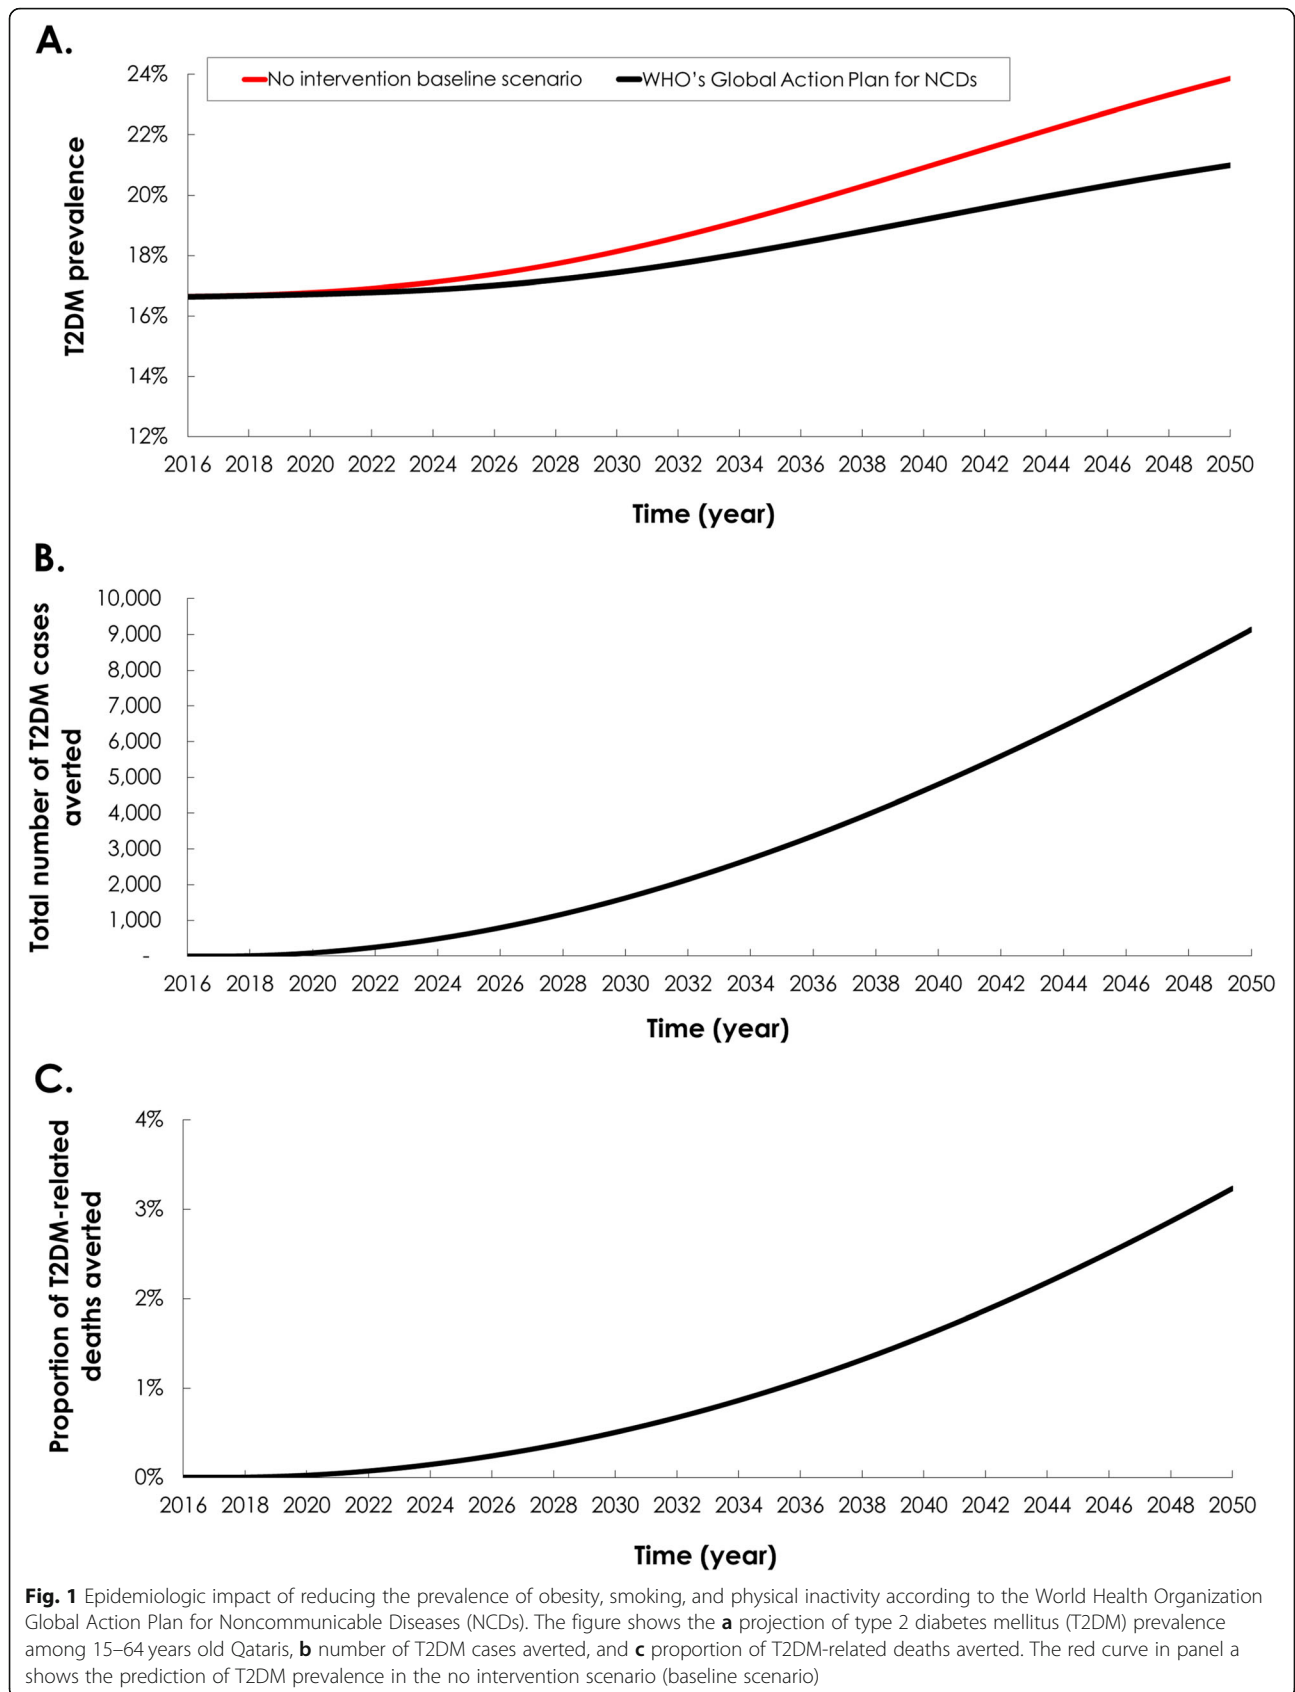 A.
No intervention baseline scenario WHO's Global Action Plan for NCDs
24%
22%
20%
18%
16%
14%
12%
T2DM prevalence
2016 2018 2020 2022 2024 2026 2028 2030 2032 2034 2036 2038 2040 2042 2044 2046 2048 2050
Time (year)
B.
10,000
9,000
8,000
7,000
6,000
5,000
4,000
3,000
2,000
1,000
-
Total number of T2DM cases
averted
2016 2018 2020 2022 2024 2026 2028 2030 2032 2034 2036 2038 2040 2042 2044 2046 2048 2050
Time (year)
C.
4%
3%
2%
1%
0%
Proportion of T2DM-related
deaths averted
2016 2018 2020 2022 2024 2026 2028 2030 2032 2034 2036 2038 2040 2042 2044 2046 2048 2050
Time (year)
Fig. 1 Epidemiologic impact of reducing the prevalence of obesity, smoking, and physical inactivity according to the World Health Organization
Global Action Plan for Noncommunicable Diseases (NCDs). The figure shows the a projection of type 2 diabetes mellitus (T2DM) prevalence
among 15–64 years old Qataris, b number of T2DM cases averted, and c proportion of T2DM-related deaths averted. The red curve in panel a
shows the prediction of T2DM prevalence in the no intervention scenario (baseline scenario)